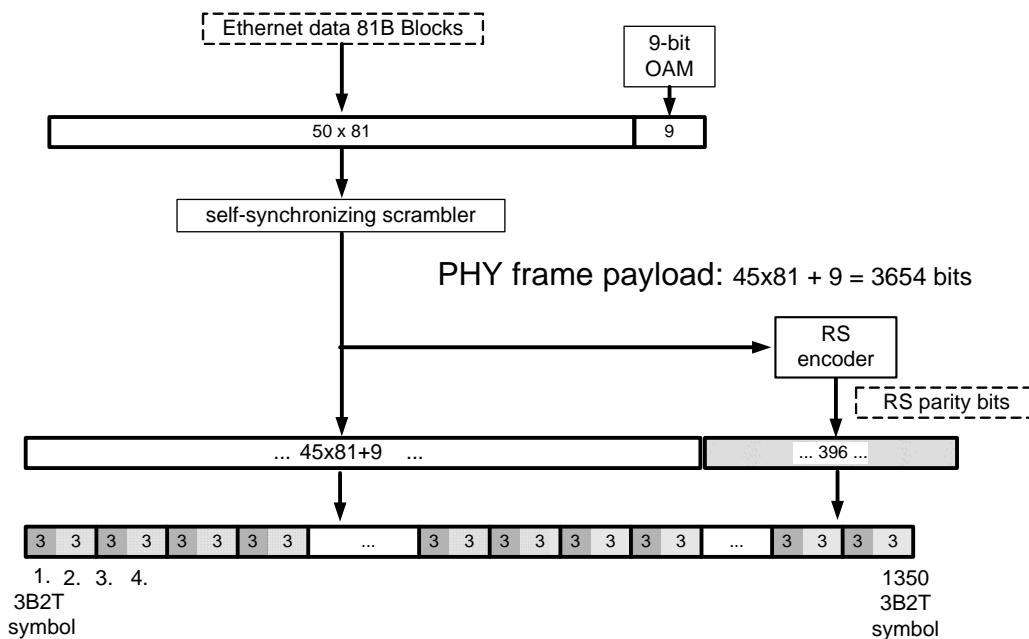 Ethernet data 81B Blocks
9-bit
OAM
50 x 81
9
self-synchronizing scrambler
PHY frame payload: 45x81 + 9 = 3654 bits
RS
encoder
RS parity bits
... 45x81+9 ...
... 396 ...
3 3 3 3 3 3 3 3 ... 3 3 3 3 3 3 3 3 ... 3 3 3 3
1. 2. 3. 4.
3B2T
symbol
1350
3B2T
symbol